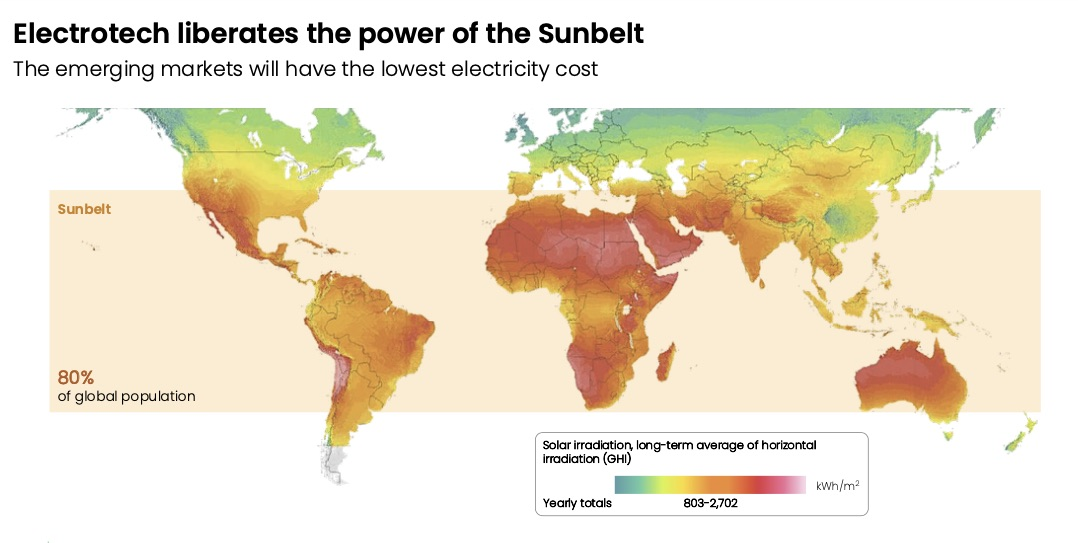 Electrotech liberates the power of the Sunbelt
The emerging markets will have the lowest electricity cost
Sunbelt
80%
of global population
Solar irradiation, long-term average of horizontal
irradiation (GHI)
kWh/m²
Yearly totals 803-2,702